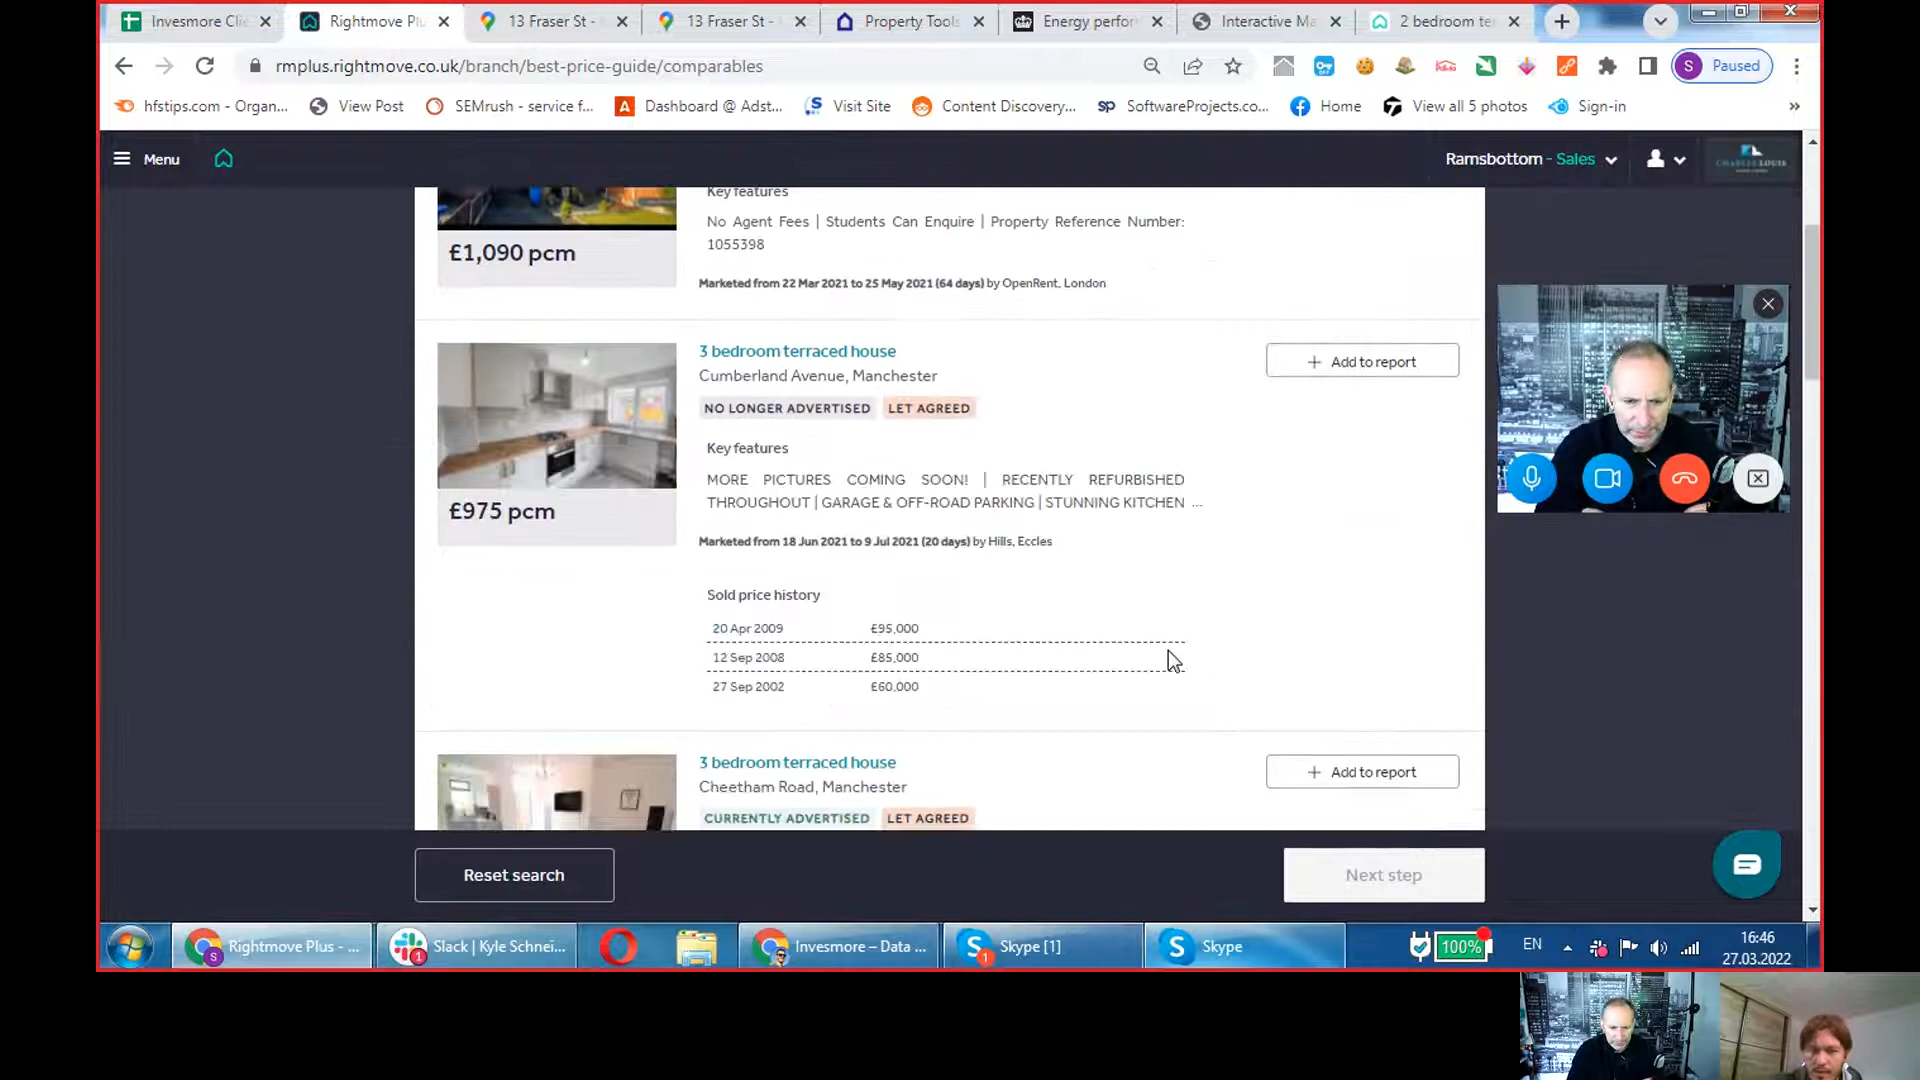 Invesmore Clie
Rightmove Plu
13 Fraser St -
13 Fraser St -
Property Tools
Energy perfor
Interactive Ma
2 bedroom te
rmplus.rightmove.co.uk/branch/best-price-guide/comparables
S
Paused
hfstips.com - Organ...
View Post
SEMrush - service f...
Dashboard @ Adst...
Visit Site
Content Discovery...
SoftwareProjects.co...
Home
View all 5 photos
Sign-in
»
Menu
Ramsbottom - Sales
CHARLES LOUIS
Key features
No Agent Fees | Students Can Enquire | Property Reference Number:
1055398
£1,090 pcm
Marketed from 22 Mar 2021 to 25 May 2021 (64 days) by OpenRent, London
3 bedroom terraced house
+ Add to report
Cumberland Avenue, Manchester
NO LONGER ADVERTISED LET AGREED
Key features
MORE PICTURES COMING SOON! | RECENTLY REFURBISHED
THROUGHOUT | GARAGE & OFF-ROAD PARKING | STUNNING KITCHEN ...
£975 pcm
Marketed from 18 Jun 2021 to 9 Jul 2021 (20 days) by Hills, Eccles
Sold price history
20 Apr 2009 £95,000
12 Sep 2008 £85,000
27 Sep 2002 £60,000
3 bedroom terraced house
+ Add to report
Cheetham Road, Manchester
CURRENTLY ADVERTISED LET AGREED
Reset search
Next step
Rightmove Plus - ...
Slack | Kyle Schnei...
Invesmore – Data ...
Skype [1]
Skype
100%
EN
16:46
27.03.2022